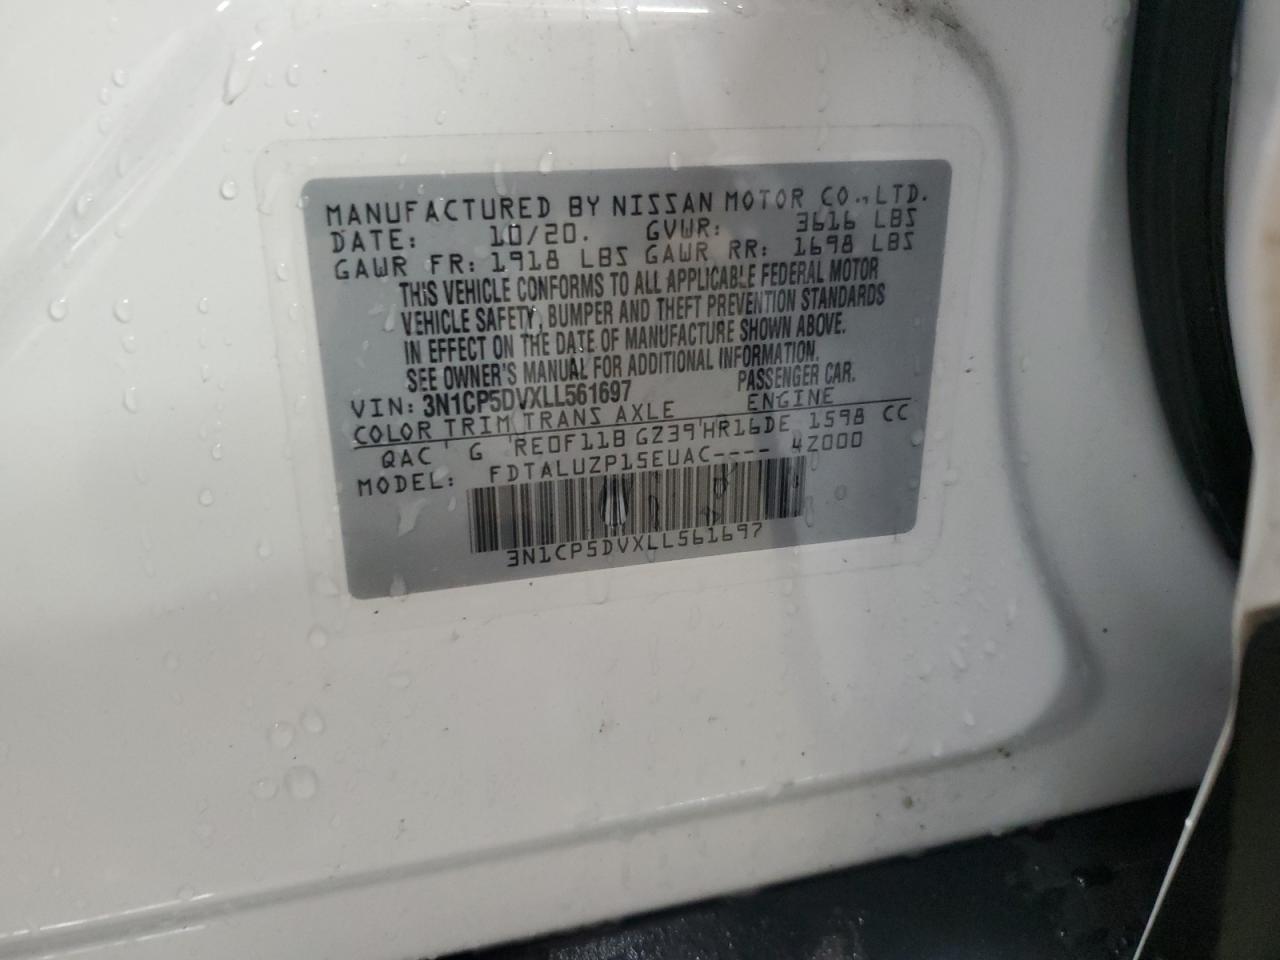 MANUFACTURED BY NISSAN MOTOR CO., LTD.
DATE: 10/20. GVWR: 3616 LBS
GAWR FR: 1918 LBS GAWR RR: 1698 LBS
THIS VEHICLE CONFORMS TO ALL APPLICABLE FEDERAL MOTOR
VEHICLE SAFETY, BUMPER AND THEFT PREVENTION STANDARDS
IN EFFECT ON THE DATE OF MANUFACTURE SHOWN ABOVE.
SEE OWNER'S MANUAL FOR ADDITIONAL INFORMATION.
VIN: 3N1CP5DVXLL561697 PASSENGER CAR.
COLOR TRIM TRANS AXLE ENGINE
QAC G RE0F11B GZ39 HR16DE 1598 CC
MODEL: FDTALUZP15EUAC---- 4Z000
3N1CP5DVXLL561697